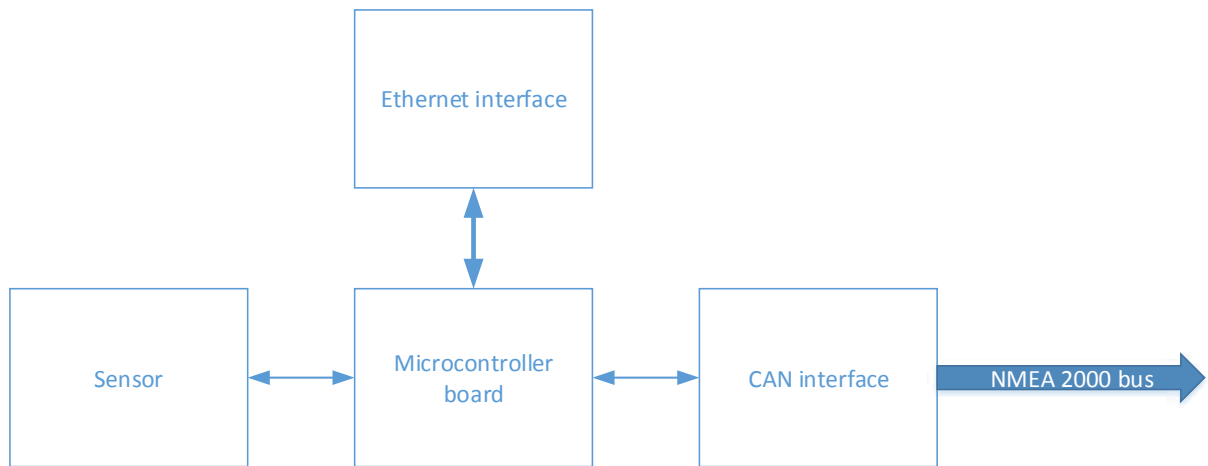 Ethernet interface
Sensor
Microcontroller
board
CAN interface
NMEA 2000 bus